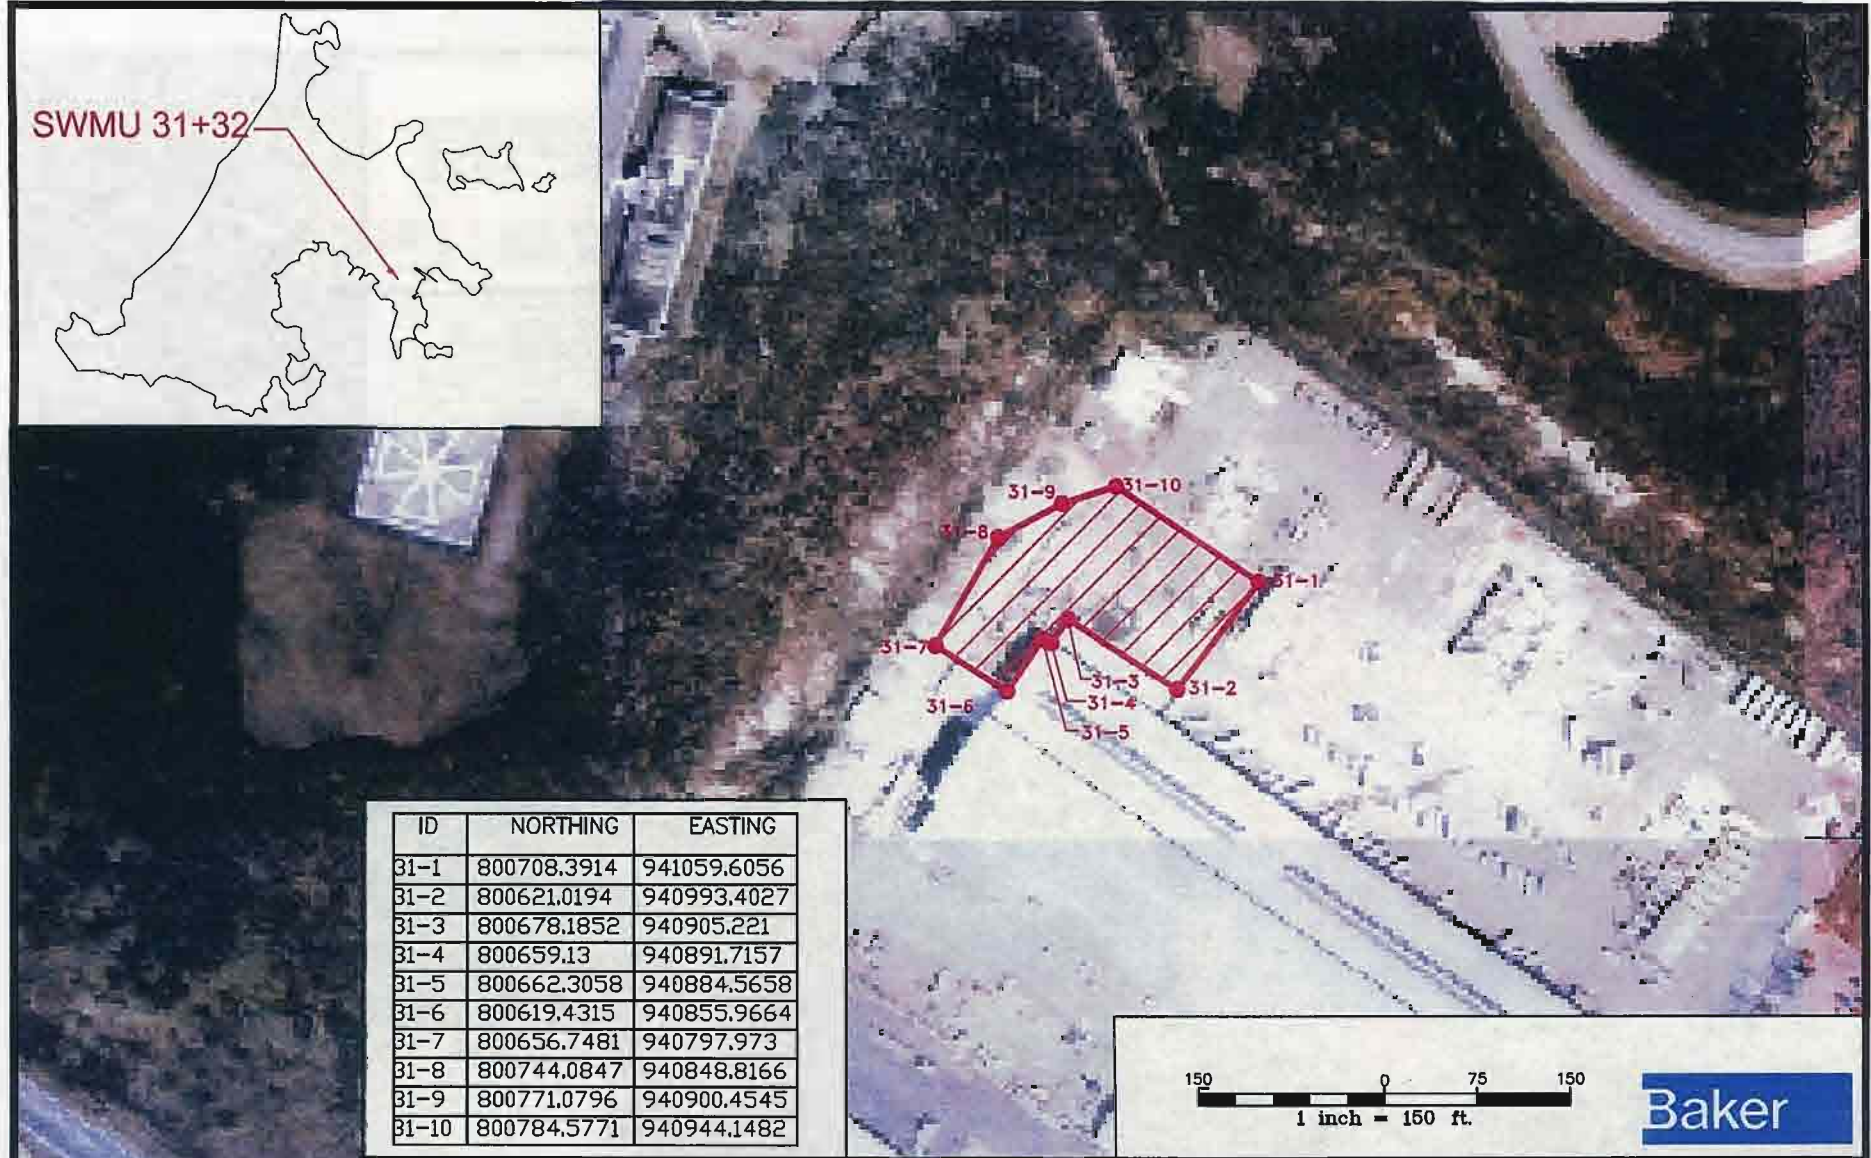 SWMU 31+32
31-9
31-10
31-8
31-1
31-7
31-3
31-2
31-6
31-4
31-5
ID NORTHING EASTING
31-1 800708.3914 941059.6056
31-2 800621.0194 940993.4027
31-3 800678.1852 940905.221
31-4 800659.13 940891.7157
31-5 800662.3058 940884.5658
31-6 800619.4315 940855.9664
31-7 800656.7481 940797.973
31-8 800744.0847 940848.8166
31-9 800771.0796 940900.4545
31-10 800784.5771 940944.1482
150 0 75 150
1 inch = 150 ft.
Baker